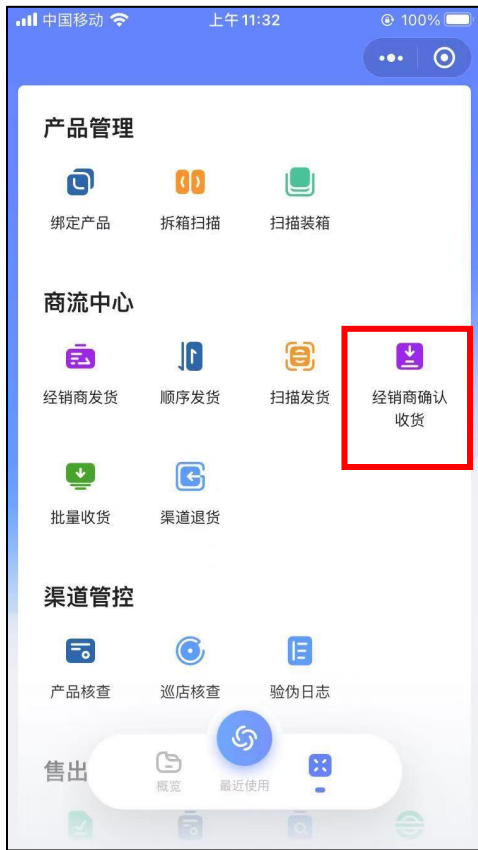 中国移动 上午11:32 100%
产品管理
绑定产品 拆箱扫描 扫描装箱
商流中心
经销商发货 顺序发货 扫描发货 经销商确认
收货
批量收货 渠道退货
渠道管控
产品核查 巡店核查 验伪日志
售出
概览 最近使用